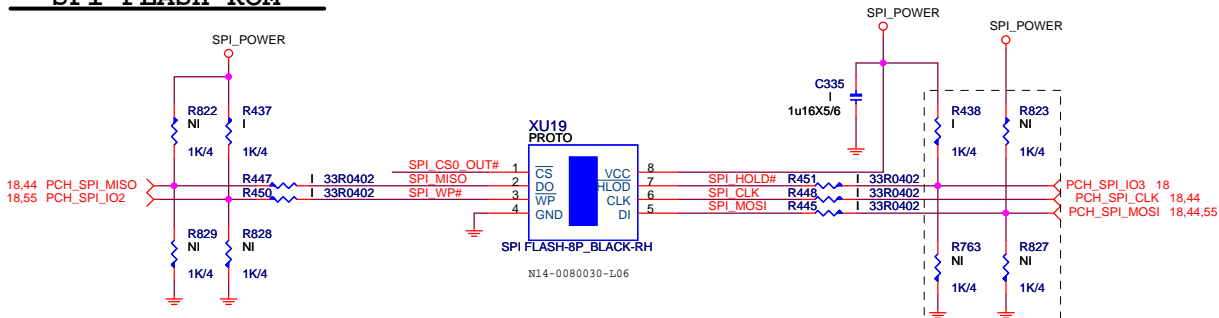 SPI FLASH ROM
SPI_POWER
SPI_POWER
SPI_POWER
C335
I
1u16X5/6
R822
NI
1K/4
R437
I
1K/4
R438
I
1K/4
R823
NI
1K/4
XU19
PROTO
SPI_CS0_OUT# 1 CS VCC 8
18,44 PCH_SPI_MISO R447 I 33R0402 SPI_MISO 2 DO HLOD 7 SPI_HOLD# R451 I 33R0402 PCH_SPI_IO3 18
18,55 PCH_SPI_IO2 R450 I 33R0402 SPI_WP# 3 WP CLK 6 SPI_CLK R448 I 33R0402 PCH_SPI_CLK 18,44
4 GND DI 5 SPI_MOSI R445 I 33R0402 PCH_SPI_MOSI 18,44,55
SPI FLASH-8P_BLACK-RH
N14-0080030-L06
R829
NI
1K/4
R828
NI
1K/4
R763
NI
1K/4
R827
NI
1K/4